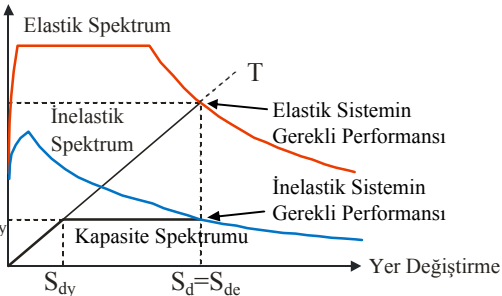 Elastik Spektrum
T
İnelastik
Spektrum
Elastik Sistemin
Gerekli Performansı
İnelastik Sistemin
Gerekli Performansı
y
Kapasite Spektrumu
Yer Değiştirme
Sdy
Sd=Sde